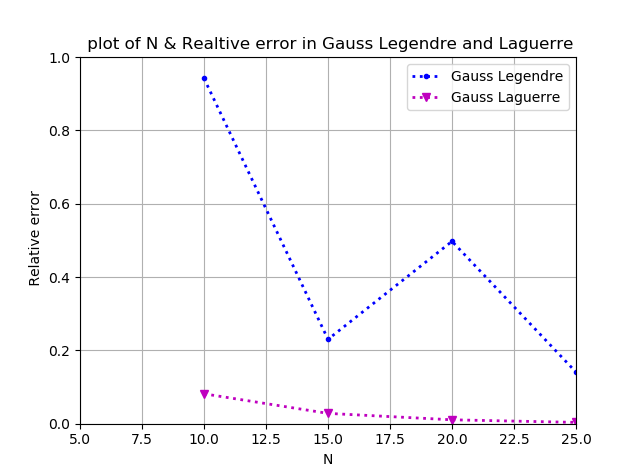 plot of N & Realtive error in Gauss Legendre and Laguerre
1.0
0.8
0.6
0.4
0.2
0.0
Relative error
Gauss Legendre
Gauss Laguerre
5.0 7.5 10.0 12.5 15.0 17.5 20.0 22.5 25.0
N